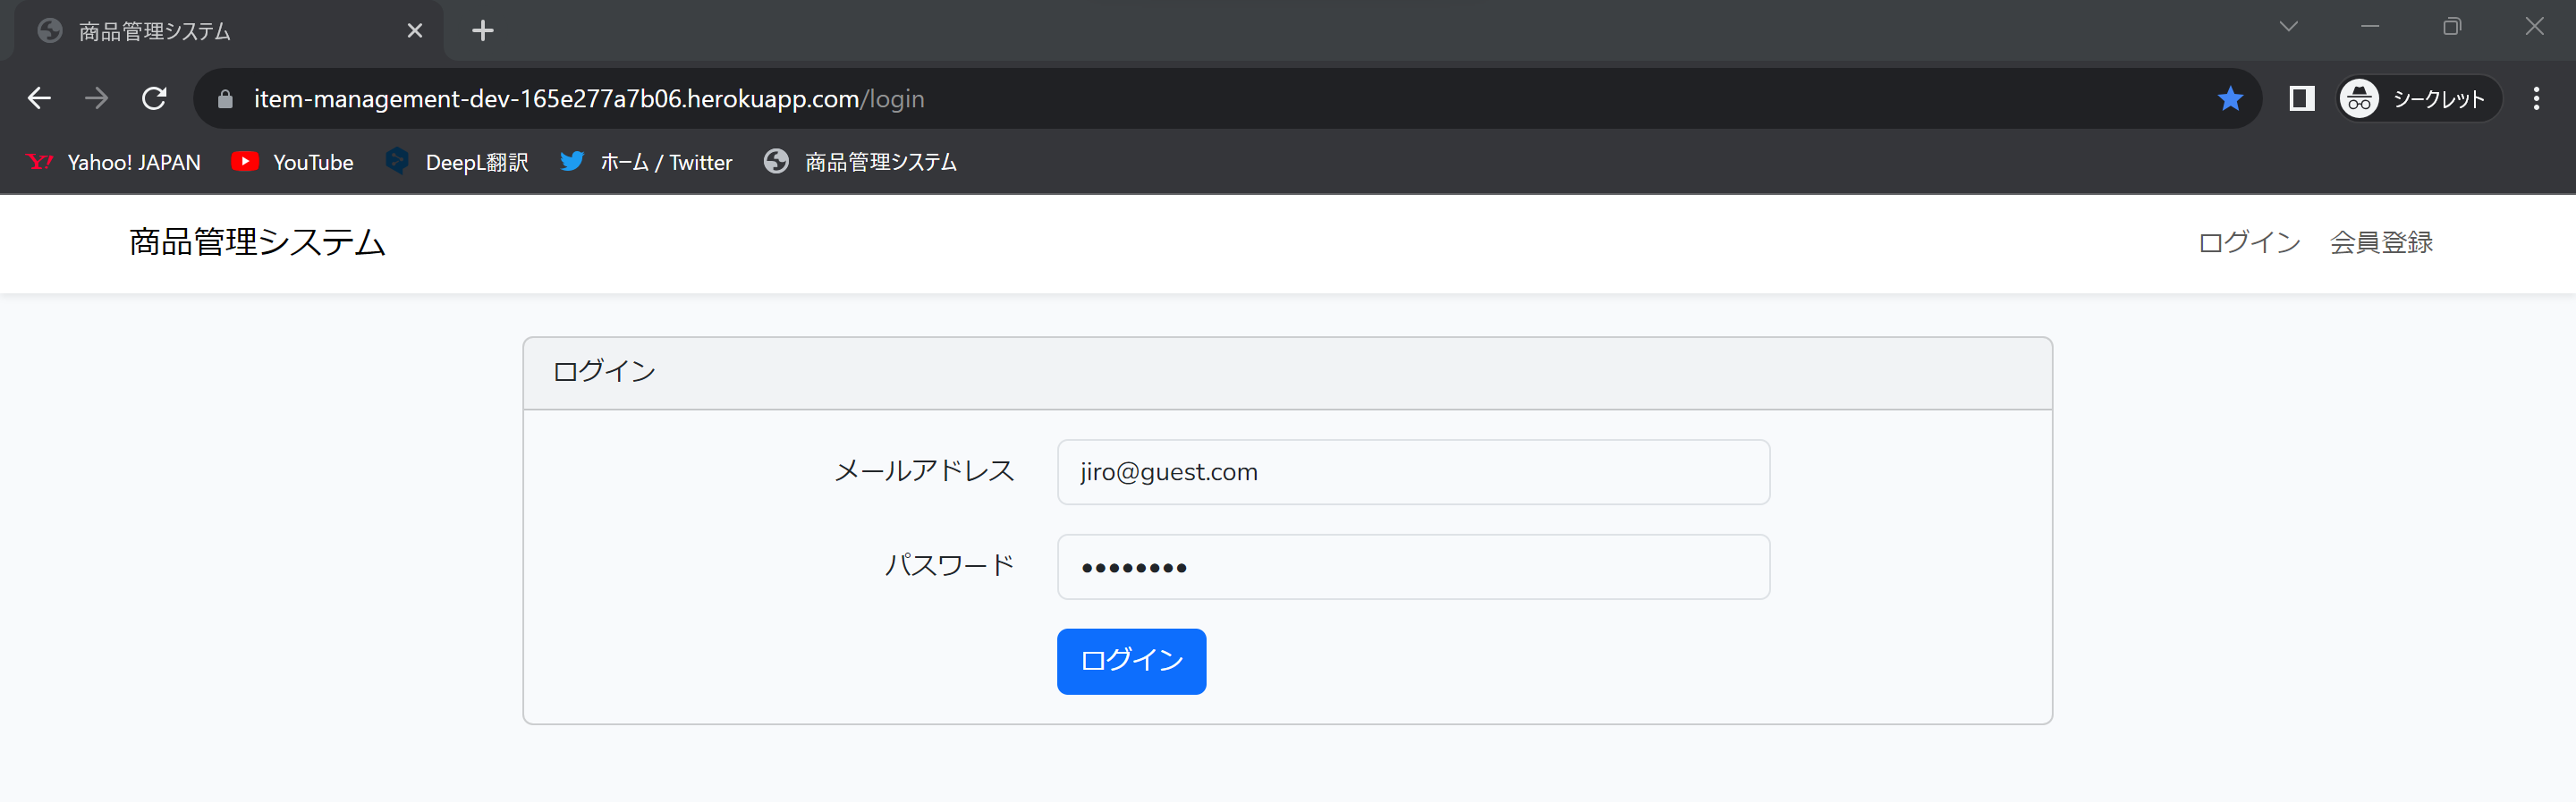 商品管理システム
item-management-dev-165e277a7b06.herokuapp.com/login
シークレット
Yahoo! JAPAN YouTube DeepL翻訳 ホーム / Twitter 商品管理システム
商品管理システム ログイン 会員登録
ログイン
メールアドレス jiro@guest.com
パスワード ••••••••
ログイン